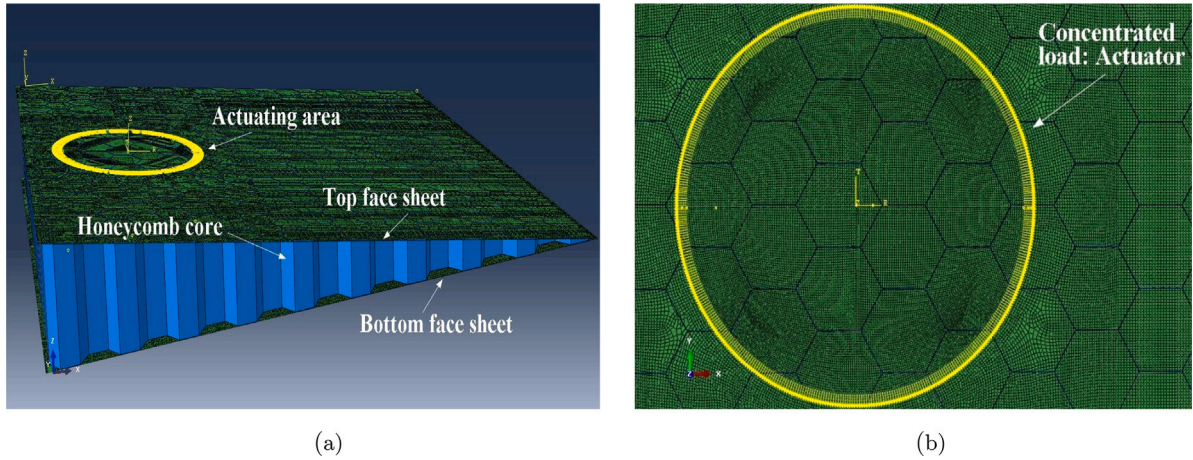 Actuating area
Top face sheet
Honeycomb core
Bottom face sheet
Z
X
Y
X
Concentrated
load: Actuator
T
R
Y
Z
X
(a)
(b)